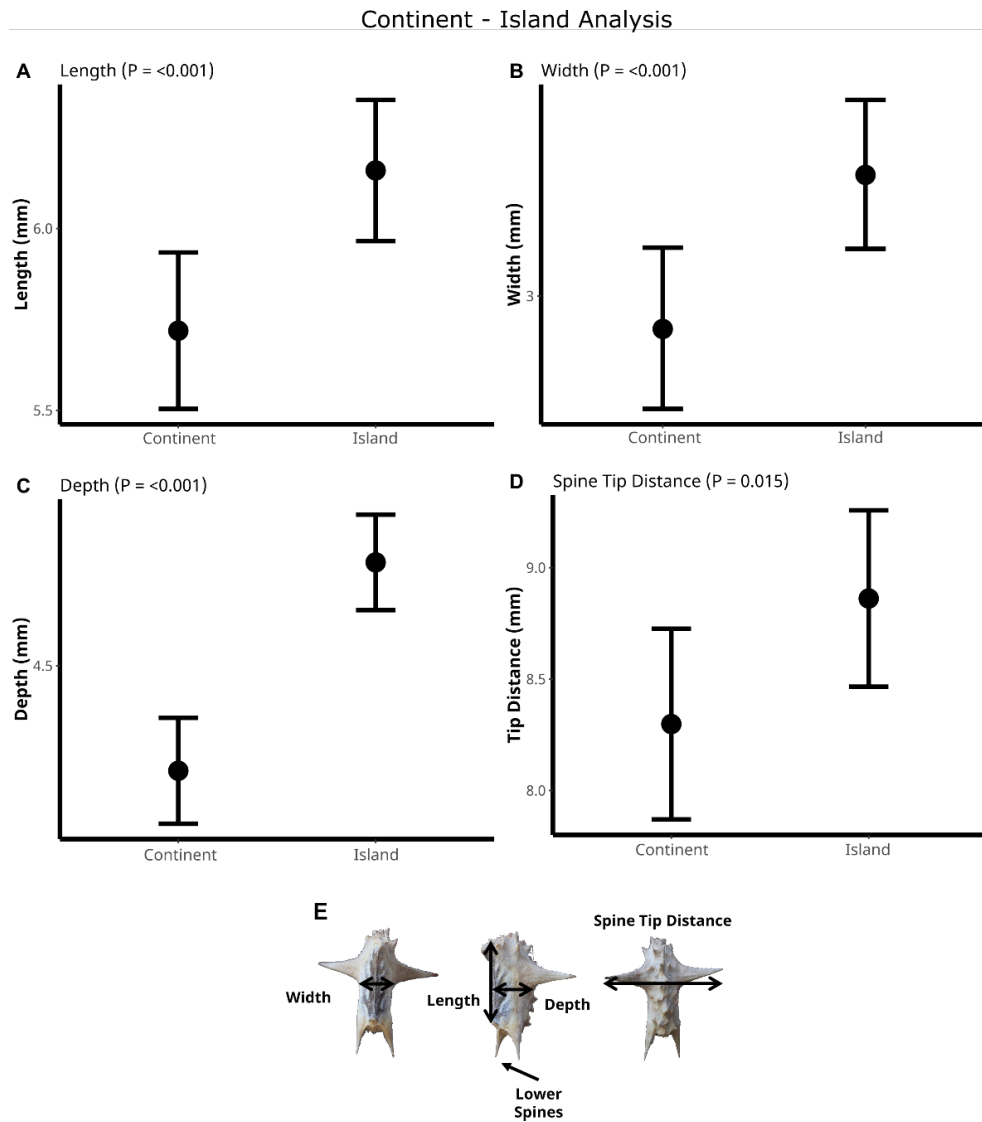 Continent - Island Analysis
A Length (P = <0.001)
Length (mm)
6.0
5.5
Continent Island
B Width (P = <0.001)
Width (mm)
3
Continent Island
C Depth (P = <0.001)
Depth (mm)
4.5
Continent Island
D Spine Tip Distance (P = 0.015)
Tip Distance (mm)
9.0
8.5
8.0
Continent Island
E
Spine Tip Distance
Width
Length
Depth
Lower
Spines